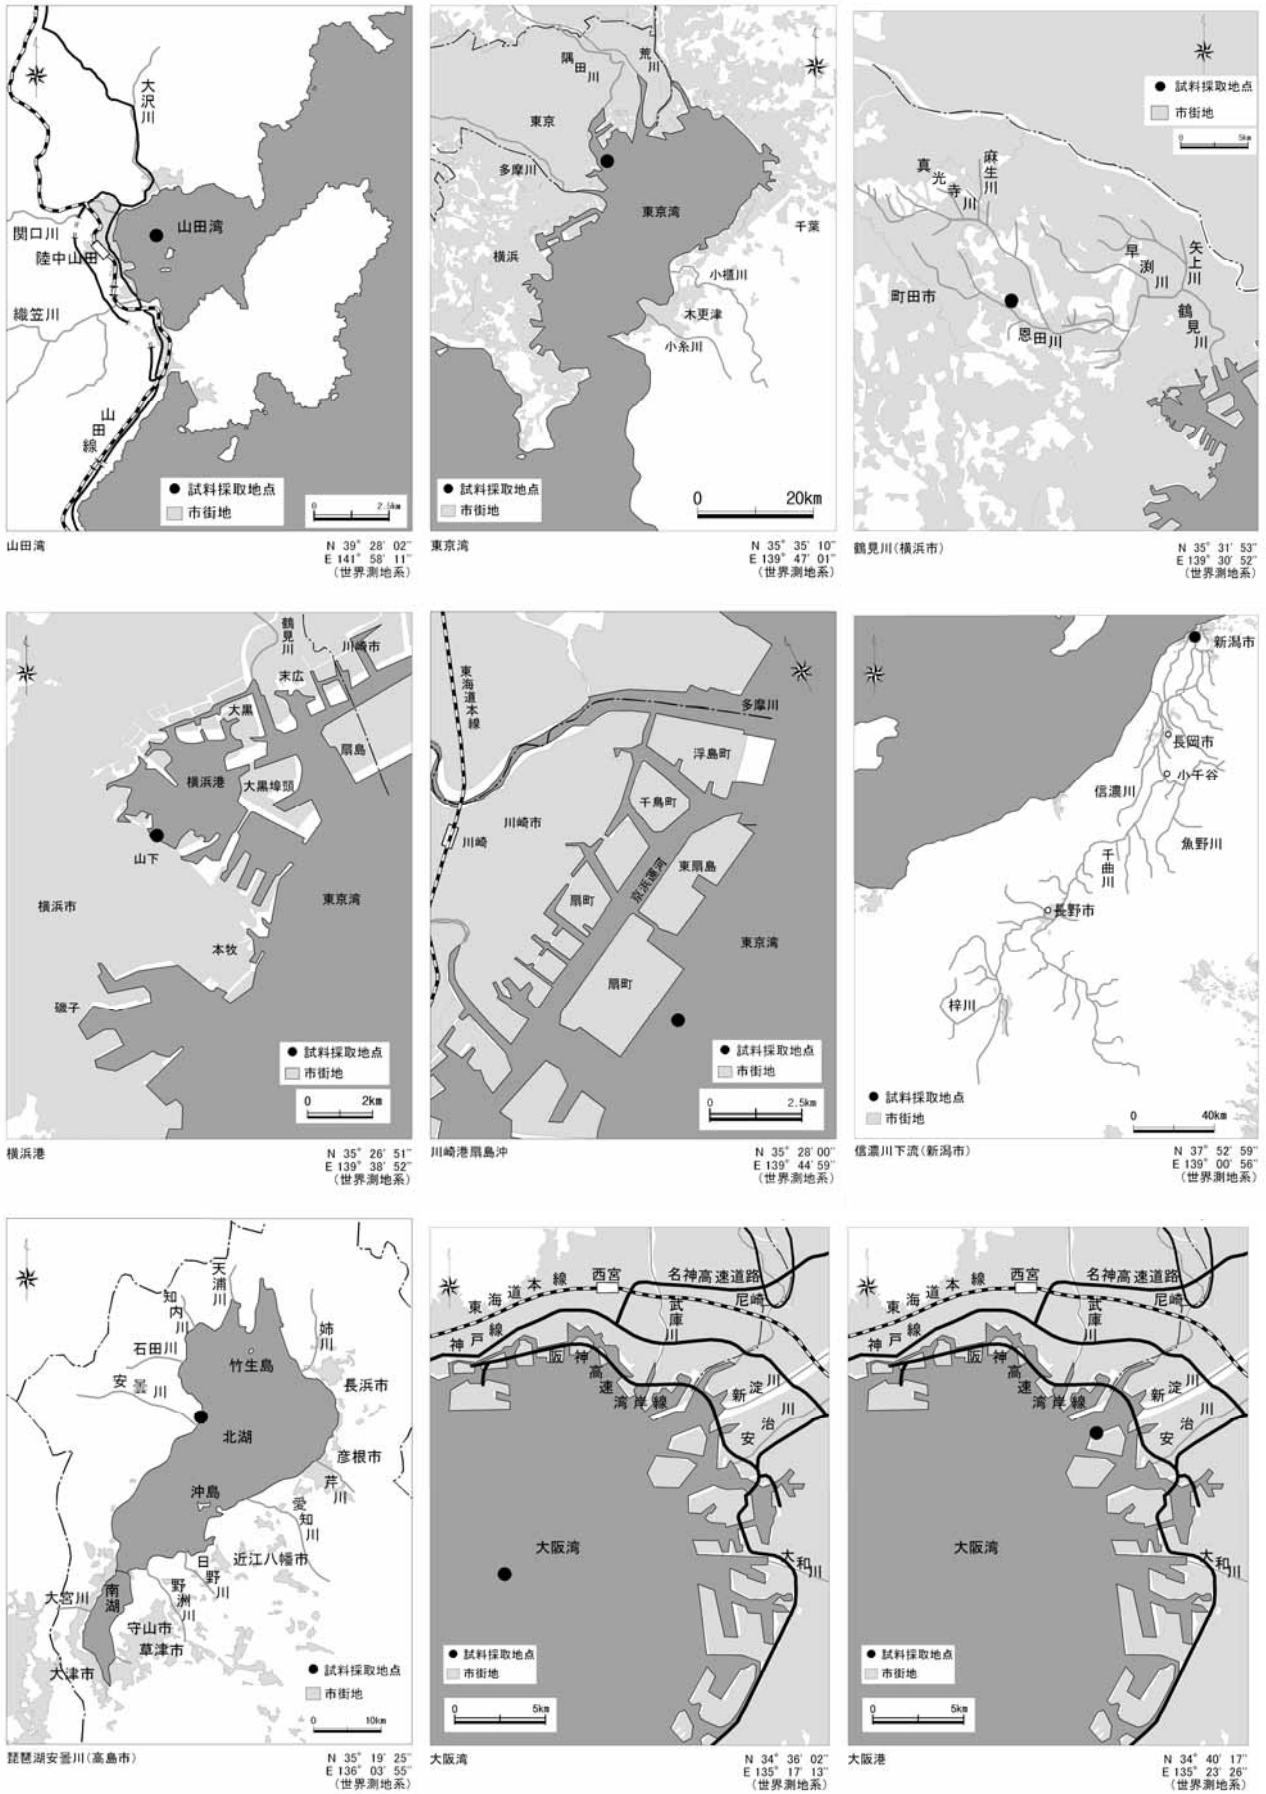 大沢川
関口川
山田湾
陸中山田
織笠川
山田線
試料採取地点
市街地
0 2.5km
山田湾
N 39° 28′ 02″
E 141° 58′ 11″
(世界測地系)
隅田川
荒川
東京
多摩川
東京湾
千葉
横浜
小櫃川
木更津
小糸川
試料採取地点
市街地
0 20km
東京湾
N 35° 35′ 10″
E 139° 47′ 01″
(世界測地系)
試料採取地点
市街地
0 5km
真光寺川
麻生川
早渕川
矢上川
町田市
恩田川
鶴見川
鶴見川(横浜市)
N 35° 31′ 53″
E 139° 30′ 52″
(世界測地系)
鶴見川
川崎市
末広
大黒
扇島
横浜港
大黒埠頭
山下
横浜市
東京湾
本牧
磯子
試料採取地点
市街地
0 2km
横浜港
N 35° 26′ 51″
E 139° 38′ 52″
(世界測地系)
東海道本線
多摩川
浮島町
千鳥町
川崎市
川崎
東扇島
京浜運河
扇町
東京湾
扇町
試料採取地点
市街地
0 2.5km
川崎港扇島沖
N 35° 28′ 00″
E 139° 44′ 59″
(世界測地系)
新潟市
長岡市
小千谷
信濃川
魚野川
千曲川
長野市
梓川
試料採取地点
市街地
0 40km
信濃川下流(新潟市)
N 37° 52′ 59″
E 139° 00′ 56″
(世界測地系)
天浦川
知内川
石田川
姉川
竹生島
安曇川
長浜市
北湖
彦根市
芹川
沖島
愛知川
近江八幡市
日野川
野洲川
大宮川
南湖
守山市
草津市
大津市
試料採取地点
市街地
0 10km
琵琶湖安曇川(高島市)
N 35° 19′ 25″
E 136° 03′ 55″
(世界測地系)
西宮
名神高速道路
東海道本線
尼崎
武庫川
神戸線
阪神高速湾岸線
新淀川
安治川
大阪湾
大和川
試料採取地点
市街地
0 5km
大阪湾
N 34° 36′ 02″
E 135° 17′ 13″
(世界測地系)
西宮
名神高速道路
東海道本線
尼崎
武庫川
神戸線
阪神高速湾岸線
新淀川
安治川
大阪湾
大和川
試料採取地点
市街地
0 5km
大阪港
N 34° 40′ 17″
E 135° 23′ 26″
(世界測地系)